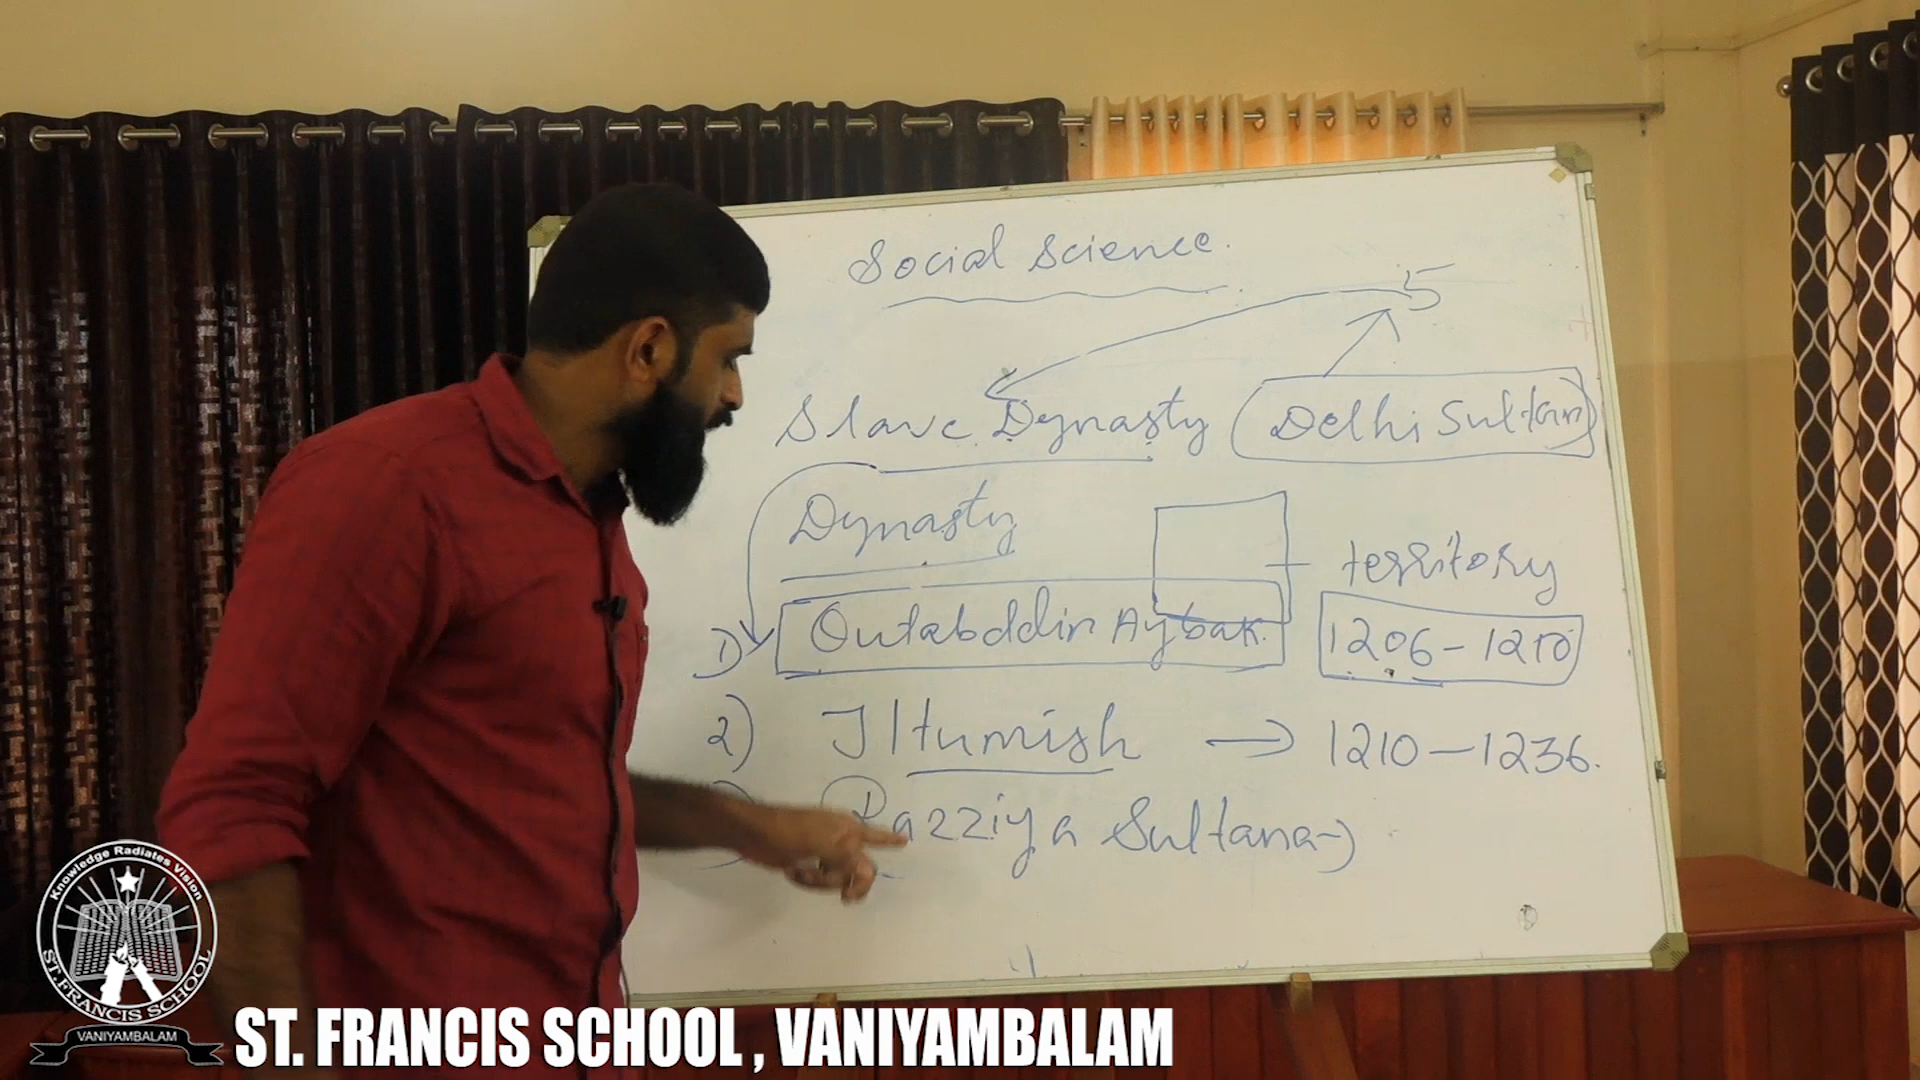 Social Science.
5
Slave Dynasty (Delhi Sultan)
Dynasty
territory
1) Qutabddin Aybak. 1206-1210
2) Iltumish → 1210-1236.
Razziya Sultana→
Knowledge Radiates Vision
ST.FRANCIS SCHOOL
VANIYAMBALAM
ST. FRANCIS SCHOOL , VANIYAMBALAM